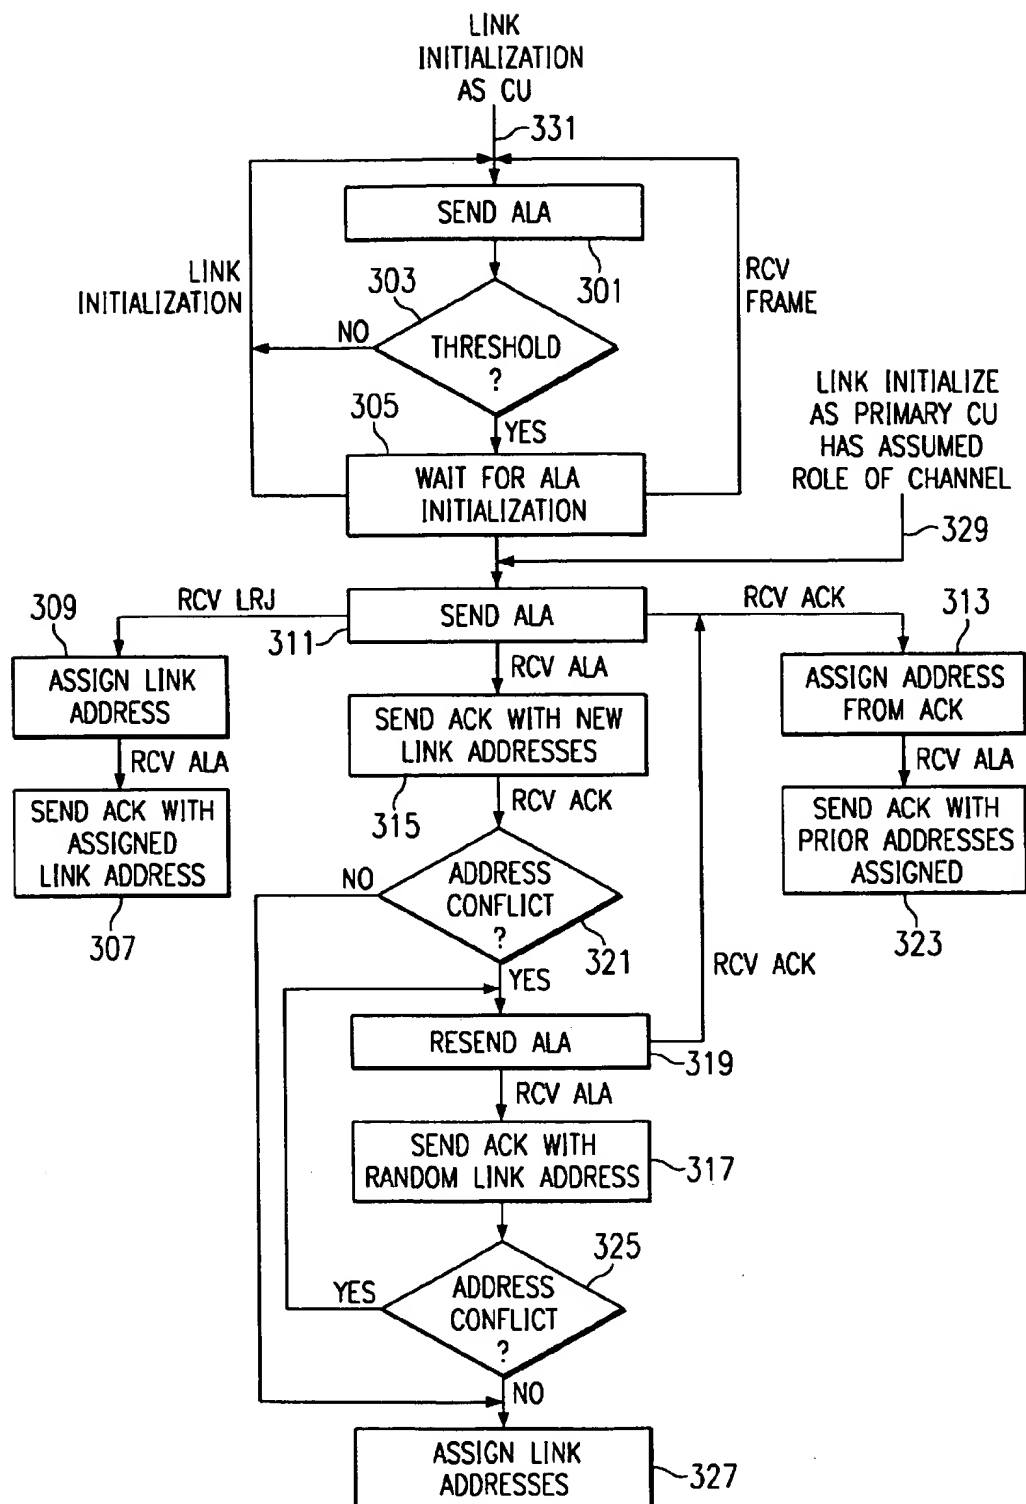 LINK
INITIALIZATION
AS CU
331
SEND ALA
301
LINK
INITIALIZATION
RCV
FRAME
303
NO
THRESHOLD
?
YES
305
WAIT FOR ALA
INITIALIZATION
LINK INITIALIZE
AS PRIMARY CU
HAS ASSUMED
ROLE OF CHANNEL
329
RCV LRJ
SEND ALA
311
RCV ACK
309
ASSIGN LINK
ADDRESS
RCV ALA
SEND ACK WITH
ASSIGNED
LINK ADDRESS
307
RCV ALA
SEND ACK WITH NEW
LINK ADDRESSES
315
RCV ACK
313
ASSIGN ADDRESS
FROM ACK
RCV ALA
SEND ACK WITH
PRIOR ADDRESSES
ASSIGNED
323
NO
ADDRESS
CONFLICT
?
321
YES
RCV ACK
RESEND ALA
319
RCV ALA
SEND ACK WITH
RANDOM LINK ADDRESS
317
YES
ADDRESS
CONFLICT
?
325
NO
ASSIGN LINK
ADDRESSES
327